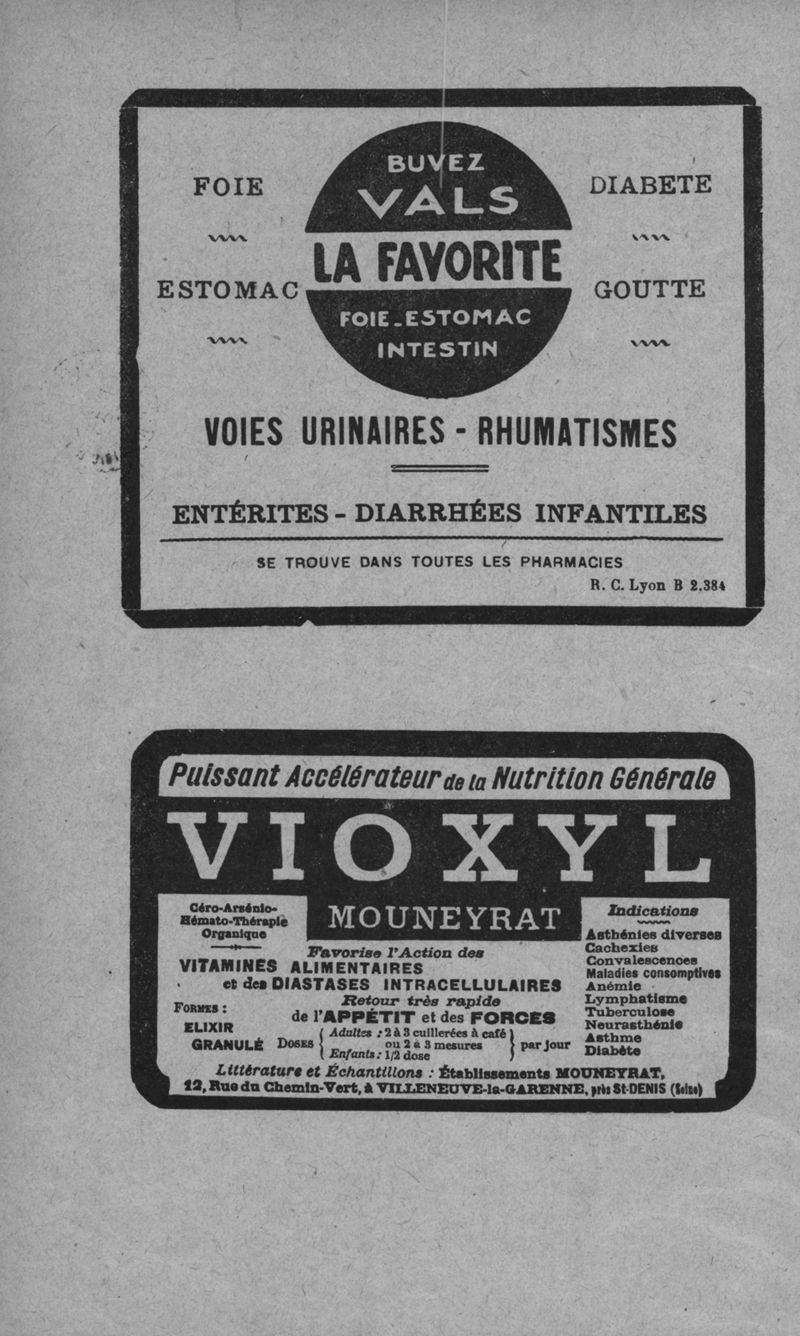 BUVEZ
VALS
LA FAVORITE
FOIE-ESTOMAC
INTESTIN
FOIE
ESTOMAC
DIABETE
GOUTTE
VOIES URINAIRES - RHUMATISMES
ENTÉRITES - DIARRHÉES INFANTILES
SE TROUVE DANS TOUTES LES PHARMACIES
R. C. Lyon B 2.384
Puissant Accélérateur de la Nutrition Générale
VIOXYL
MOUNEYRAT
Céro-Arsénio-
Hémato-Thérapie
Organique
Favorise l'Action des
VITAMINES ALIMENTAIRES
et des DIASTASES INTRACELLULAIRES
Retour très rapide
de l'APPÉTIT et des FORCES
FORMES :
ELIXIR
GRANULÉ
DOSES
Adultes : 2 à 3 cuillerées à café
ou 2 à 3 mesures
Enfants : 1/2 dose
par jour
Indications
Asthénies diverses
Cachexies
Convalescences
Maladies consomptives
Anémie
Lymphatisme
Tuberculose
Neurasthénie
Asthme
Diabète
Littérature et Échantillons : Établissements MOUNEYRAT,
12, Rue du Chemin-Vert, à VILLENEUVE-la-GARENNE, près St-DENIS (Seine)